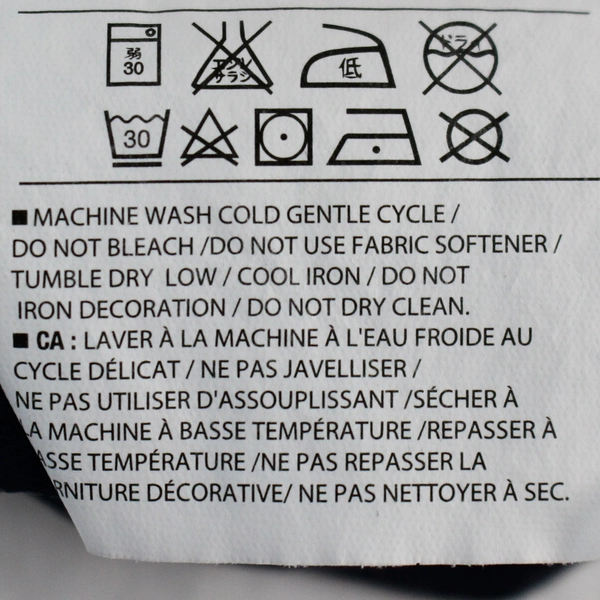 弱 30 エンソサラシ 低 ドライ
30
■ MACHINE WASH COLD GENTLE CYCLE /
DO NOT BLEACH /DO NOT USE FABRIC SOFTENER /
TUMBLE DRY LOW / COOL IRON / DO NOT
IRON DECORATION / DO NOT DRY CLEAN.
■ CA : LAVER À LA MACHINE À L'EAU FROIDE AU
CYCLE DÉLICAT / NE PAS JAVELLISER /
NE PAS UTILISER D'ASSOUPLISSANT /SÉCHER À
LA MACHINE À BASSE TEMPÉRATURE /REPASSER À
ASSE TEMPÉRATURE /NE PAS REPASSER LA
RNITURE DÉCORATIVE/ NE PAS NETTOYER À SEC.